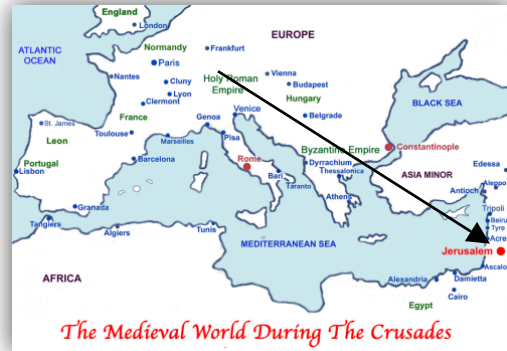 England
London
ATLANTIC
OCEAN
Normandy
Paris
Frankfurt
EUROPE
Nantes
Cluny
Lyon
Clermont
France
Holy Roman
Empire
Vienna
Budapest
Hungary
Belgrade
BLACK SEA
St. James
Leon
Portugal
Lisbon
Toulouse
Marseilles
Barcelona
Genoa
Venice
Pisa
Rome
Bari
Taranto
Byzantine Empire
Dyrrachium
Thessalonica
Athens
Constantinople
ASIA MINOR
Edessa
Aleppo
Antioch
Tripoli
Tyre
Acre
Jerusalem
Granada
Tangiers
Algiers
Tunis
MEDITERRANEAN SEA
AFRICA
Alexandria
Damietta
Cairo
Egypt
The Medieval World During The Crusades